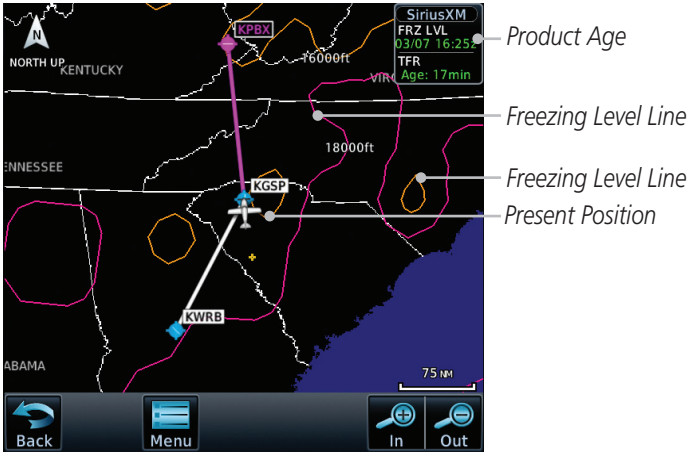 SiriusXM
FRZ LVL
03/07 16:25Z
TFR
Age: 17min
Product Age
N
NORTH UP
KENTUCKY
KPBX
16000ft
VIRG
Freezing Level Line
18000ft
ENNESSEE
KGSP
Freezing Level Line
Present Position
KWRB
ABAMA
75 NM
Back
Menu
In
Out